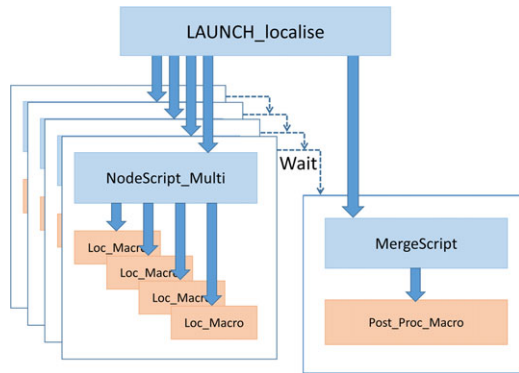 LAUNCH_localise
Wait
NodeScript_Multi
Loc_Macro
Loc_Macro
Loc_Macro
Loc_Macro
MergeScript
Post_Proc_Macro